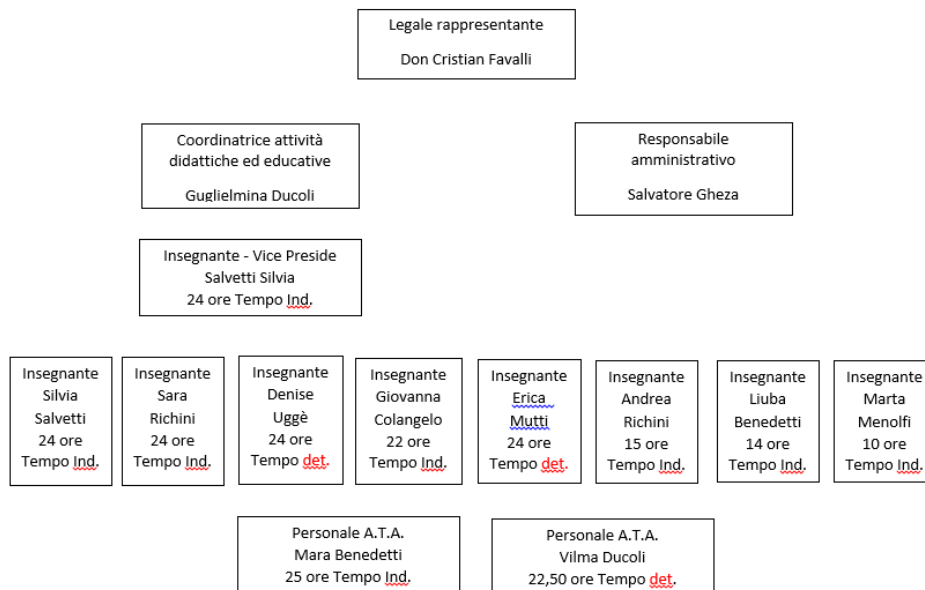 Legale rappresentante
Don Cristian Favalli
Coordinatrice attività
didattiche ed educative
Guglielmina Ducoli
Responsabile
amministrativo
Salvatore Gheza
Insegnante - Vice Preside
Salvetti Silvia
24 ore Tempo Ind.
Insegnante
Silvia
Salvetti
24 ore
Tempo Ind.
Insegnante
Sara
Richini
24 ore
Tempo Ind.
Insegnante
Denise
Uggè
24 ore
Tempo det.
Insegnante
Giovanna
Colangelo
22 ore
Tempo Ind.
Insegnante
Erica
Mutti
24 ore
Tempo det.
Insegnante
Andrea
Richini
15 ore
Tempo Ind.
Insegnante
Liuba
Benedetti
14 ore
Tempo Ind.
Insegnante
Marta
Menolfi
10 ore
Tempo Ind.
Personale A.T.A.
Mara Benedetti
25 ore Tempo Ind.
Personale A.T.A.
Vilma Ducoli
22,50 ore Tempo det.